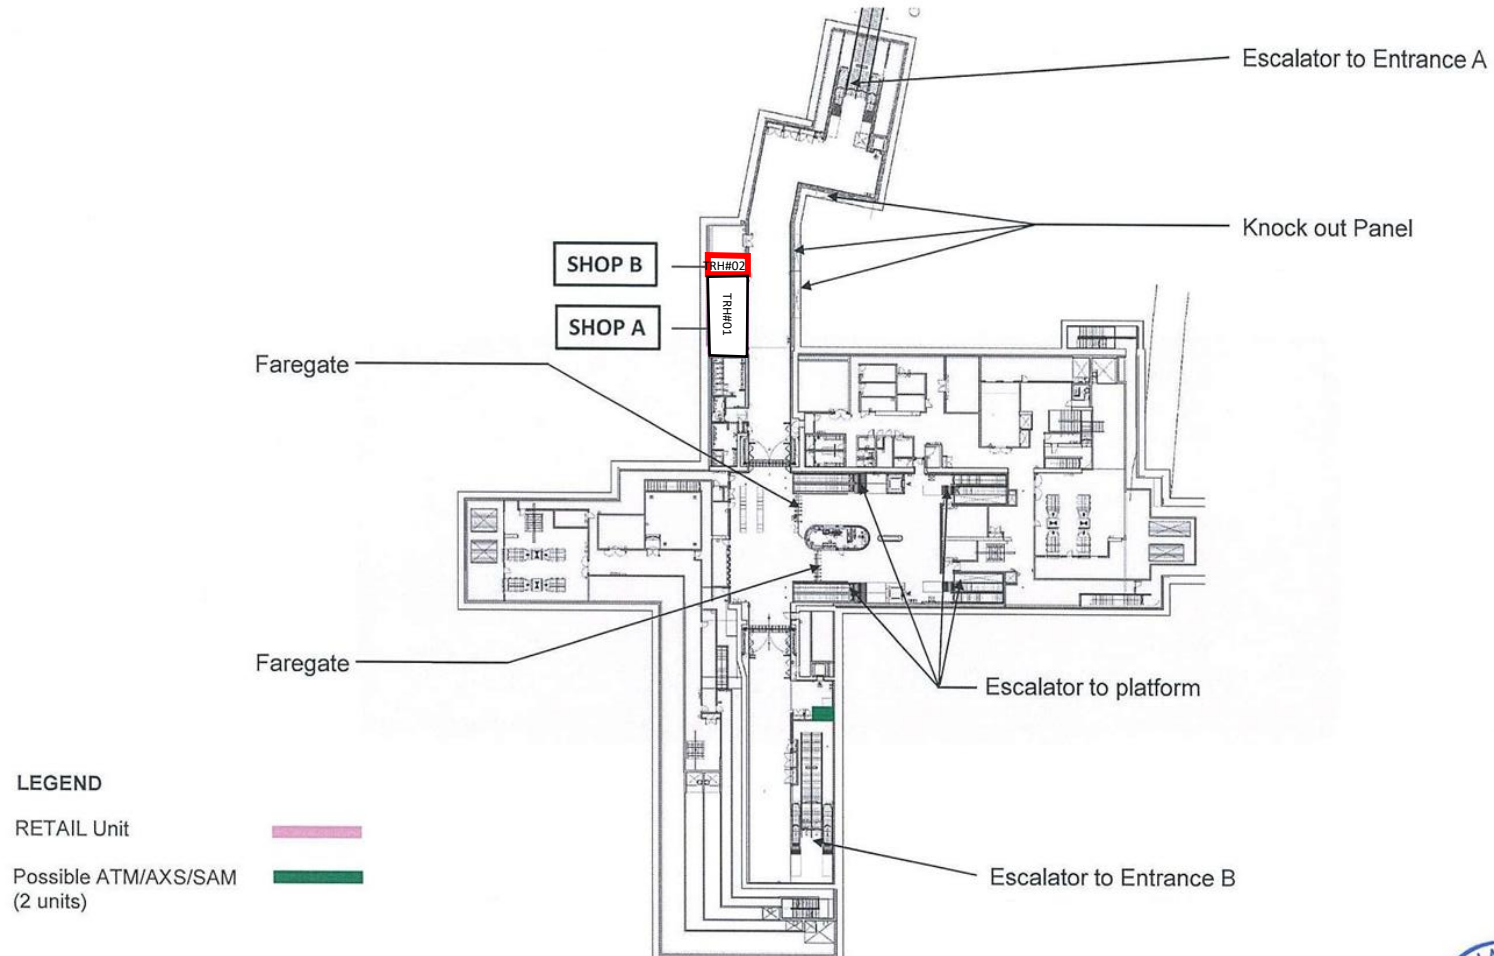 Escalator to Entrance A
Knock out Panel
SHOP B
TRH#02
SHOP A
TRH#01
Faregate
Faregate
Escalator to platform
LEGEND
RETAIL Unit
Possible ATM/AXS/SAM
(2 units)
Escalator to Entrance B